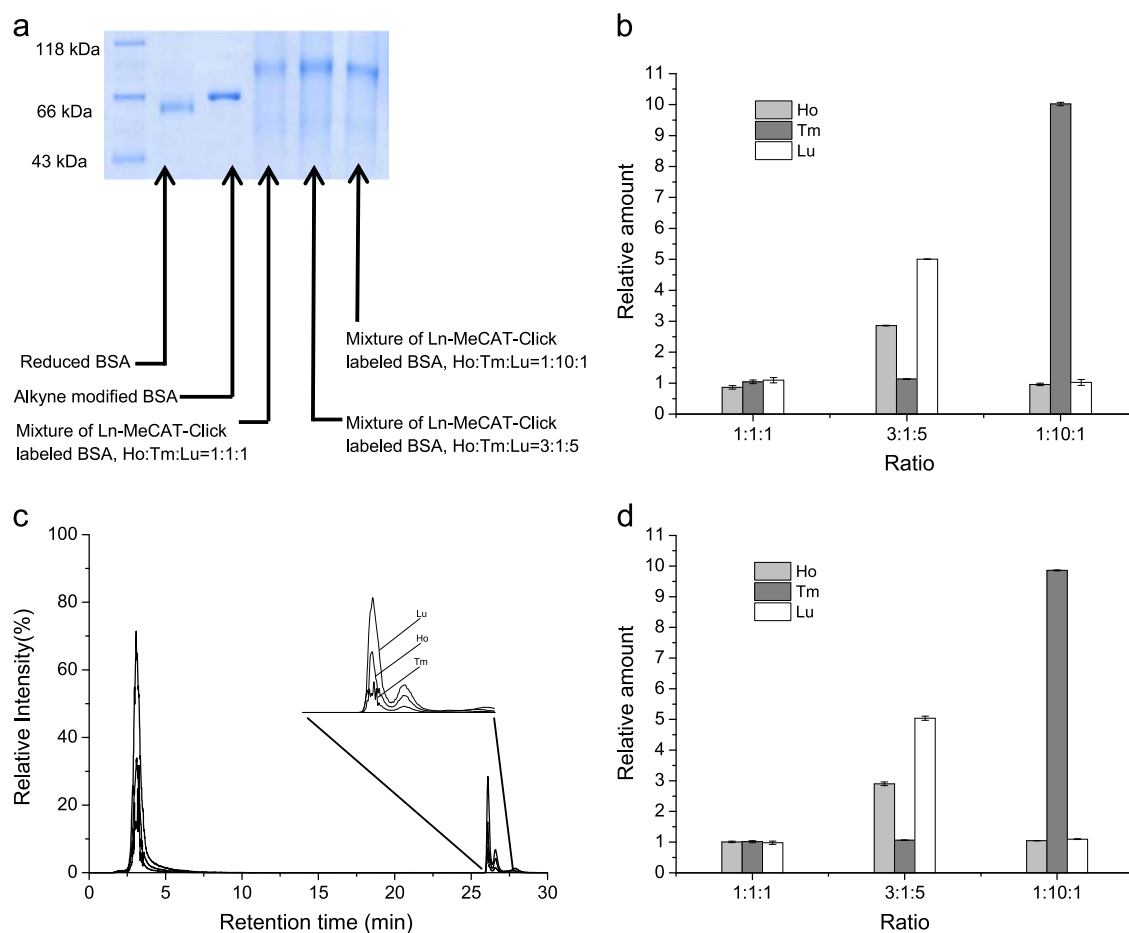 a
118 kDa
66 kDa
43 kDa
Reduced BSA
Alkyne modified BSA
Mixture of Ln-MeCAT-Click
labeled BSA, Ho:Tm:Lu=1:1:1
Mixture of Ln-MeCAT-Click
labeled BSA, Ho:Tm:Lu=1:10:1
Mixture of Ln-MeCAT-Click
labeled BSA, Ho:Tm:Lu=3:1:5
b
11
10
9
8
7
6
5
4
3
2
1
0
Relative amount
Ho
Tm
Lu
1:1:1 3:1:5 1:10:1
Ratio
c
100
80
60
40
20
0
Relative Intensity(%)
Lu
Ho
Tm
0 5 10 15 20 25 30
Retention time (min)
d
11
10
9
8
7
6
5
4
3
2
1
0
Relative amount
Ho
Tm
Lu
1:1:1 3:1:5 1:10:1
Ratio